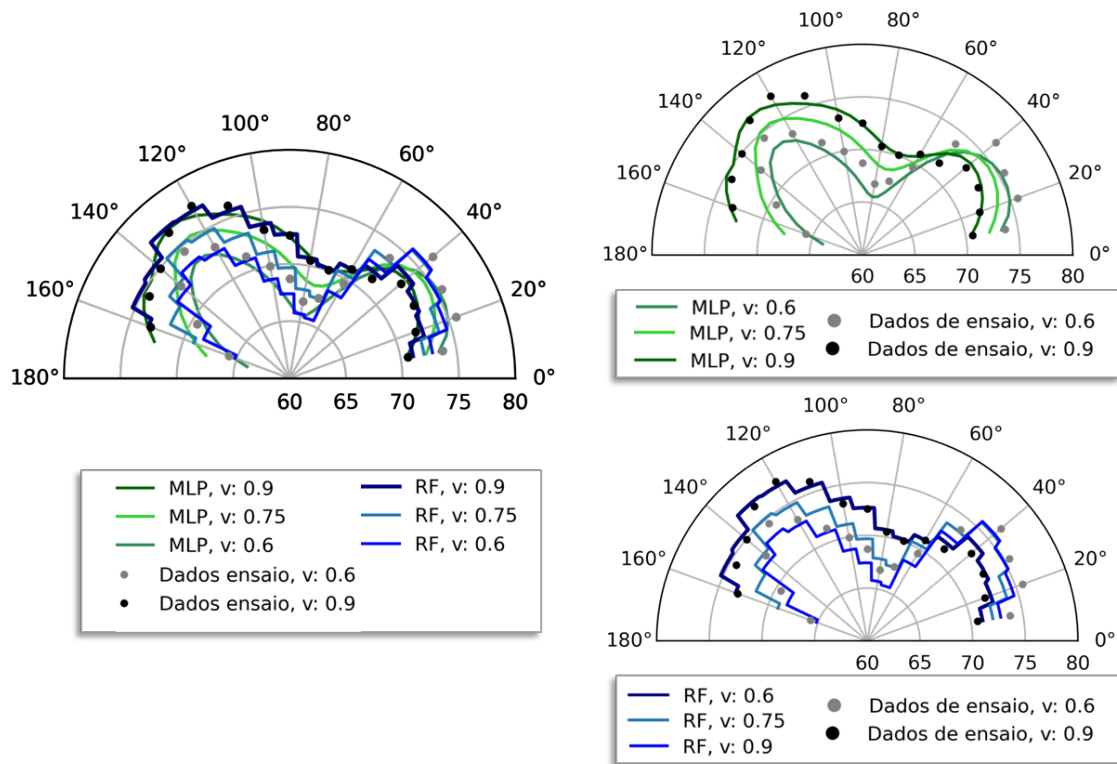 100° 80°
120° 60°
140° 40°
160° 20°
180° 0°
60 65 70 75 80
MLP, v: 0.9 RF, v: 0.9
MLP, v: 0.75 RF, v: 0.75
MLP, v: 0.6 RF, v: 0.6
Dados ensaio, v: 0.6
Dados ensaio, v: 0.9
100° 80°
120° 60°
140° 40°
160° 20°
180° 0°
60 65 70 75 80
MLP, v: 0.6
MLP, v: 0.75
MLP, v: 0.9
Dados de ensaio, v: 0.6
Dados de ensaio, v: 0.9
100° 80°
120° 60°
140° 40°
160° 20°
180° 0°
60 65 70 75 80
RF, v: 0.6
RF, v: 0.75
RF, v: 0.9
Dados de ensaio, v: 0.6
Dados de ensaio, v: 0.9